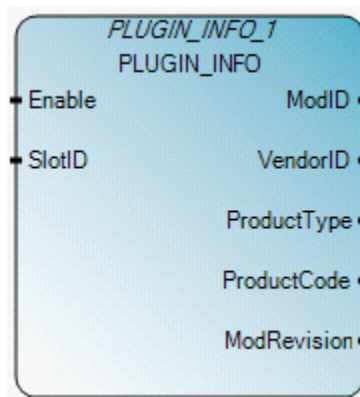 PLUGIN_INFO_1
PLUGIN_INFO
Enable ModID
SlotID VendorID
ProductType
ProductCode
ModRevision